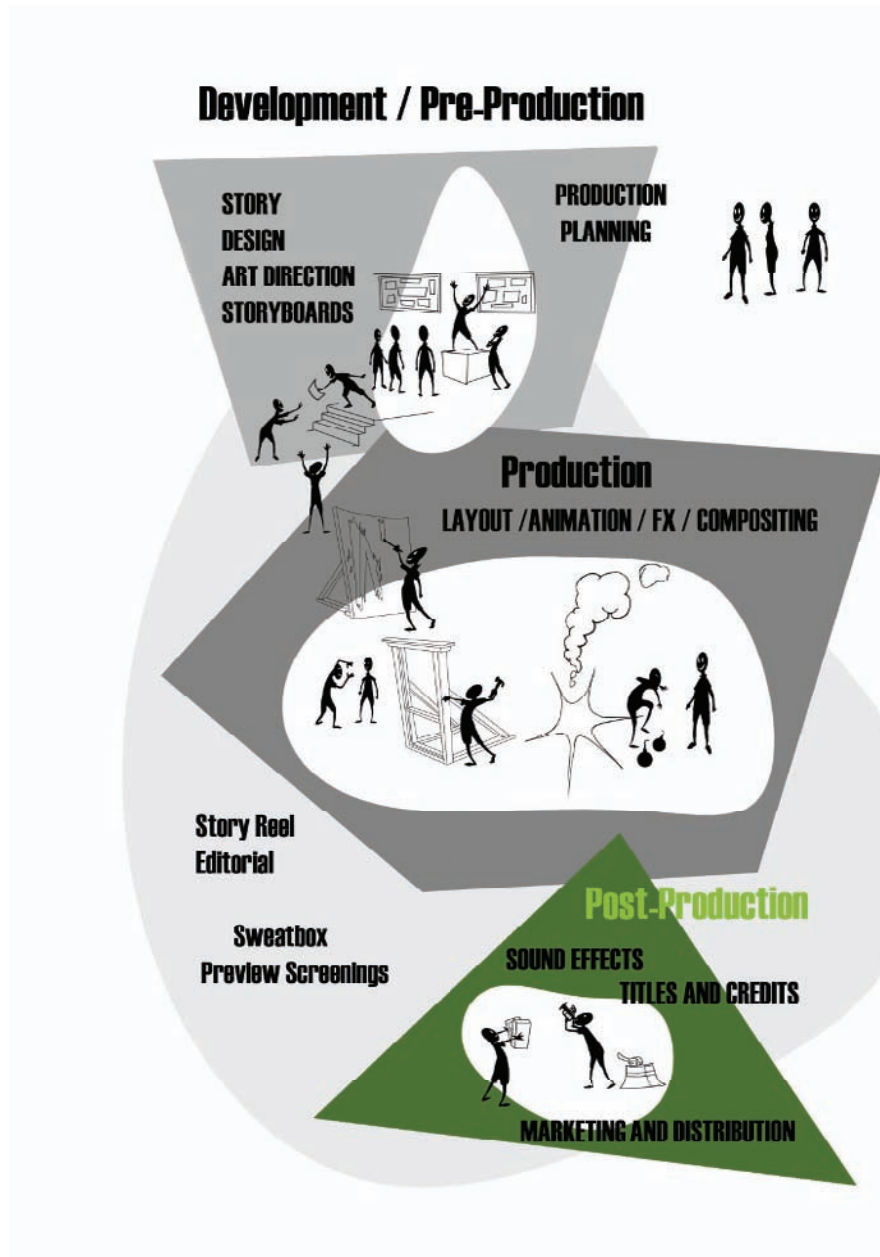 Development / Pre-Production
STORY
DESIGN
ART DIRECTION
STORYBOARDS
PRODUCTION
PLANNING
Production
LAYOUT /ANIMATION / FX / COMPOSITING
Story Reel
Editorial
Sweatbox
Preview Screenings
Post-Production
SOUND EFFECTS
TITLES AND CREDITS
MARKETING AND DISTRIBUTION